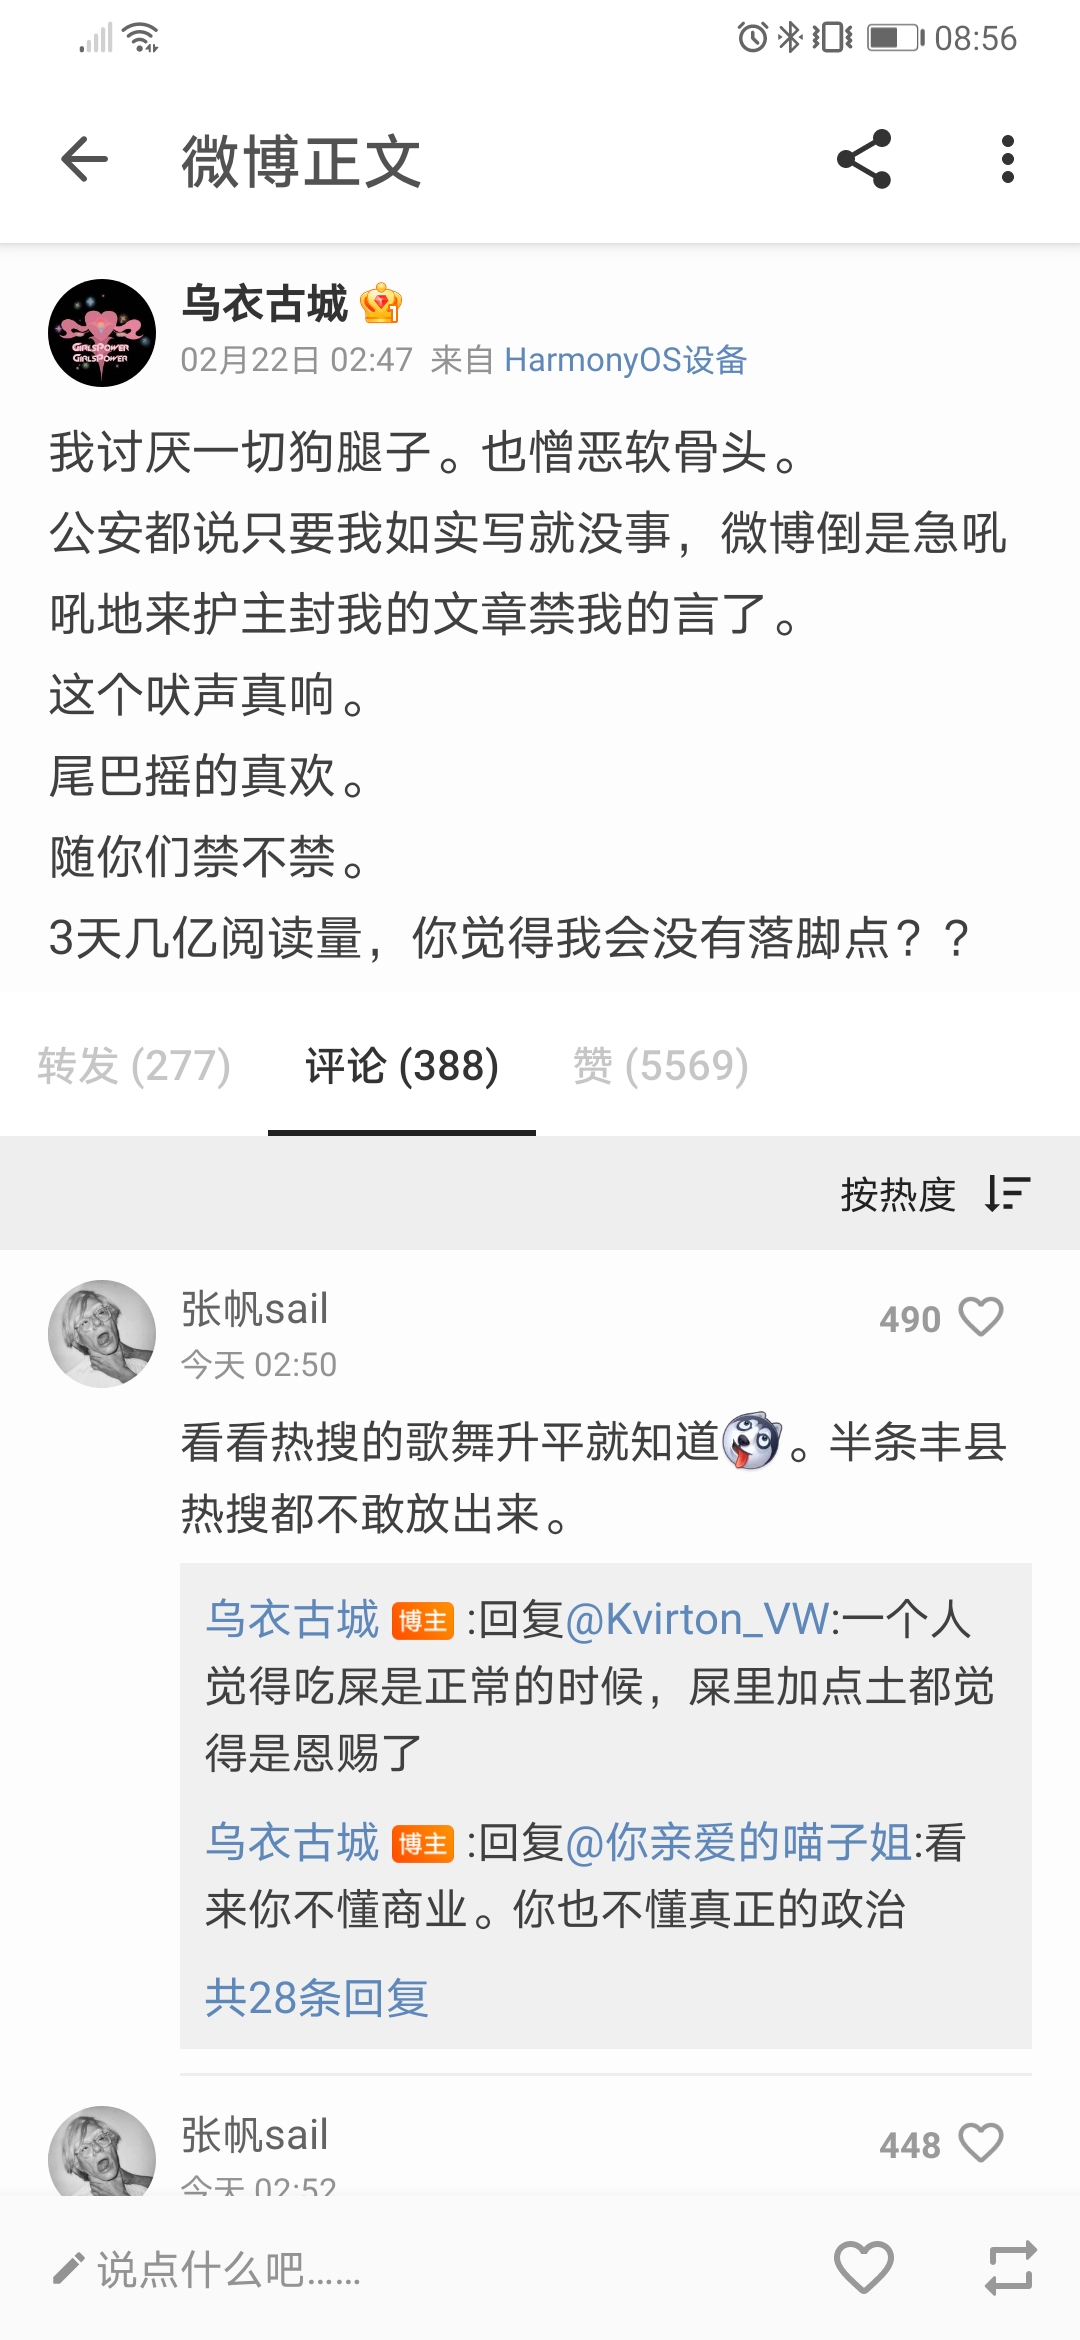 08:56
微博正文
乌衣古城
GIRLSPOWER
GIRLSPOWER
02月22日 02:47 来自 HarmonyOS设备
我讨厌一切狗腿子。也憎恶软骨头。
公安都说只要我如实写就没事，微博倒是急吼
吼地来护主封我的文章禁我的言了。
这个吠声真响。
尾巴摇的真欢。
随你们禁不禁。
3天几亿阅读量，你觉得我会没有落脚点？？
转发 (277) 评论 (388) 赞 (5569)
按热度
张帆sail
490
今天 02:50
看看热搜的歌舞升平就知道。半条丰县
热搜都不敢放出来。
乌衣古城 博主 :回复@Kvirton_VW:一个人
觉得吃屎是正常的时候，屎里加点土都觉
得是恩赐了
乌衣古城 博主 :回复@你亲爱的喵子姐:看
来你不懂商业。你也不懂真正的政治
共28条回复
张帆sail
448
今天 02:52
说点什么吧......